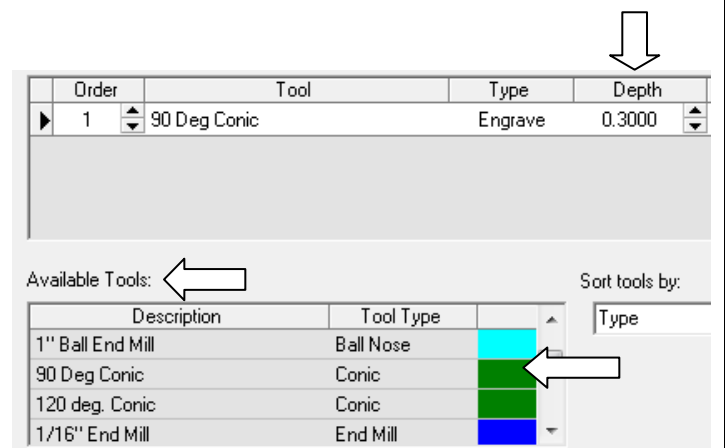 Order Tool Type Depth
1 90 Deg Conic Engrave 0.3000
Available Tools: Sort tools by:
Description Tool Type Type
1" Ball End Mill Ball Nose
90 Deg Conic Conic
120 deg. Conic Conic
1/16" End Mill End Mill